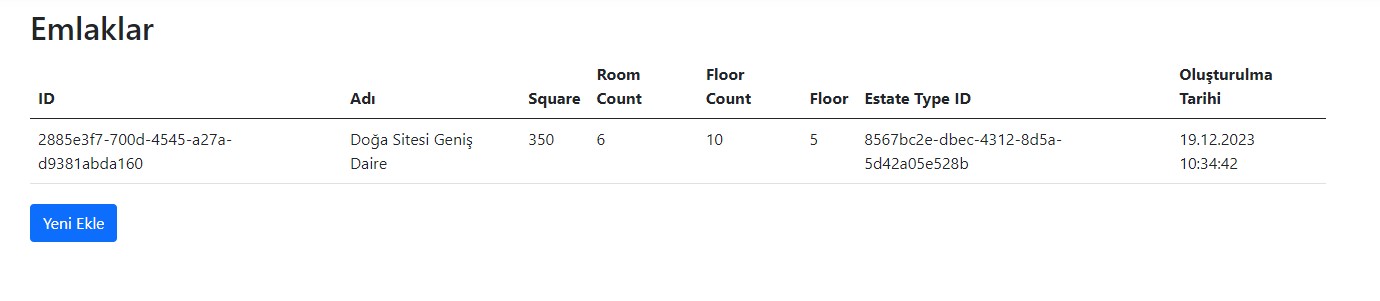 Emlaklar
ID Adı Square Room Count Floor Count Floor Estate Type ID Oluşturulma Tarihi
2885e3f7-700d-4545-a27a-d9381abda160 Doğa Sitesi Geniş Daire 350 6 10 5 8567bc2e-dbec-4312-8d5a-5d42a05e528b 19.12.2023 10:34:42
Yeni Ekle